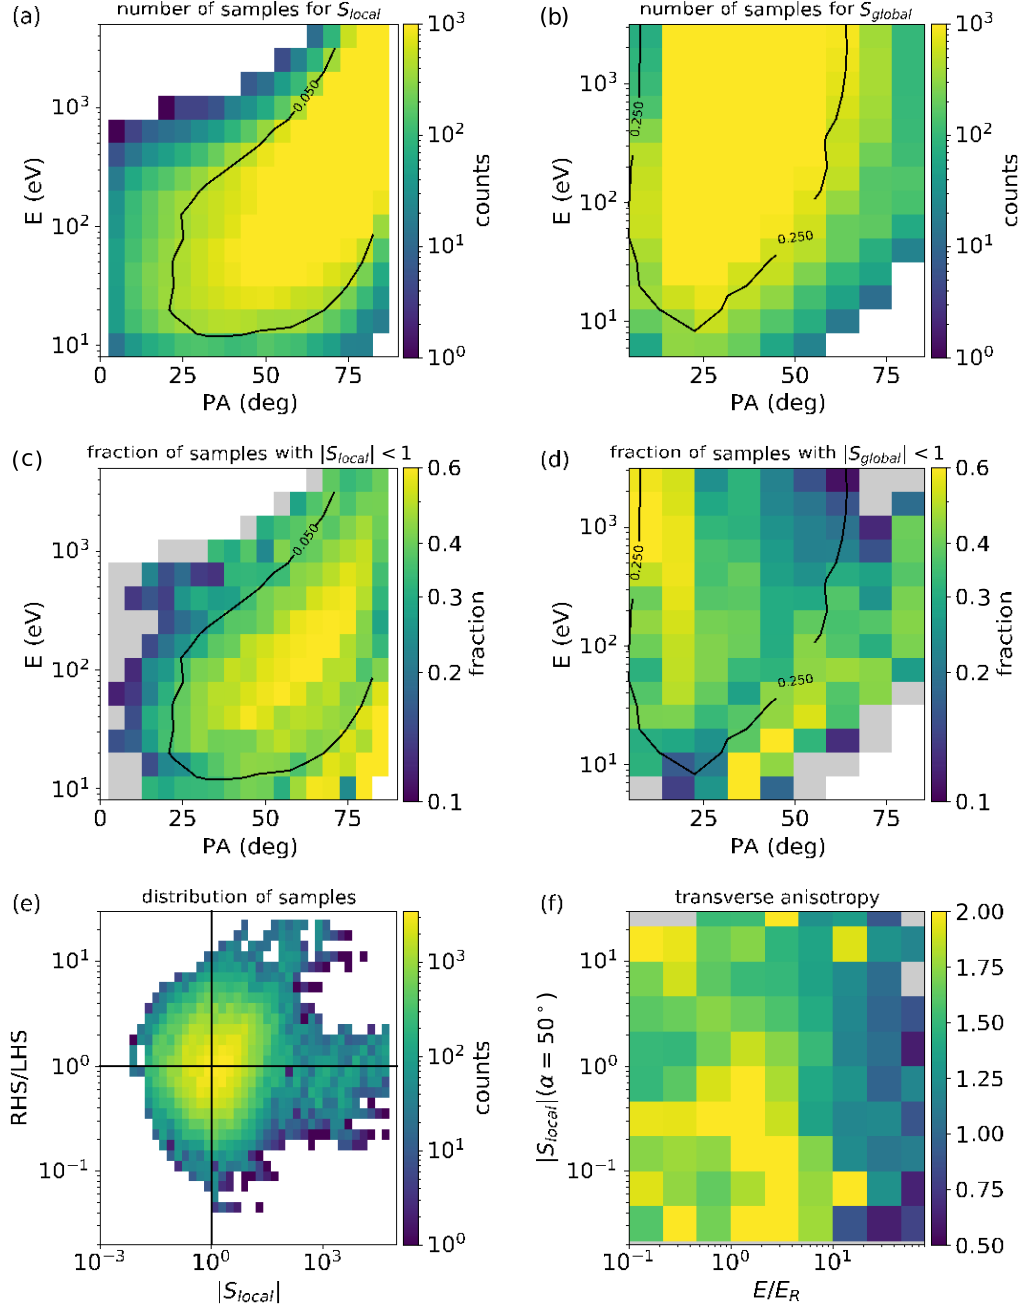 (a) number of samples for S_local
E (eV)
10^3
10^2
10^1
0.050
0 25 50 75
PA (deg)
10^3
10^2
10^1
10^0
counts
(b) number of samples for S_global
E (eV)
10^3
10^2
10^1
0.250
0.250
0 25 50 75
PA (deg)
10^3
10^2
10^1
10^0
counts
(c) fraction of samples with |S_local| < 1
E (eV)
10^3
10^2
10^1
0.050
0 25 50 75
PA (deg)
0.6
0.4
0.3
0.2
0.1
fraction
(d) fraction of samples with |S_global| < 1
E (eV)
10^3
10^2
10^1
0.250
0.250
25 50 75
PA (deg)
0.6
0.4
0.3
0.2
0.1
fraction
(e) distribution of samples
RHS/LHS
10^1
10^0
10^−1
10^−3 10^0 10^3
|S_local|
10^3
10^2
10^1
10^0
counts
(f) transverse anisotropy
|S_local|(α = 50°)
10^1
10^0
10^−1
10^−1 10^0 10^1
E/E_R
2.00
1.75
1.50
1.25
1.00
0.75
0.50